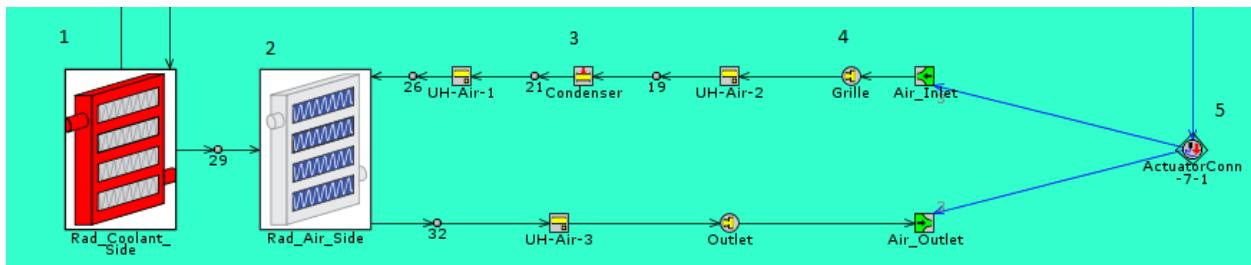 1
2
3
4
5
26
UH-Air-1
21
Condenser
19
UH-Air-2
Grille
Air_Inlet
3
29
ActuatorConn
-7-1
2
Rad_Coolant_
Side
Rad_Air_Side
32
UH-Air-3
Outlet
Air_Outlet